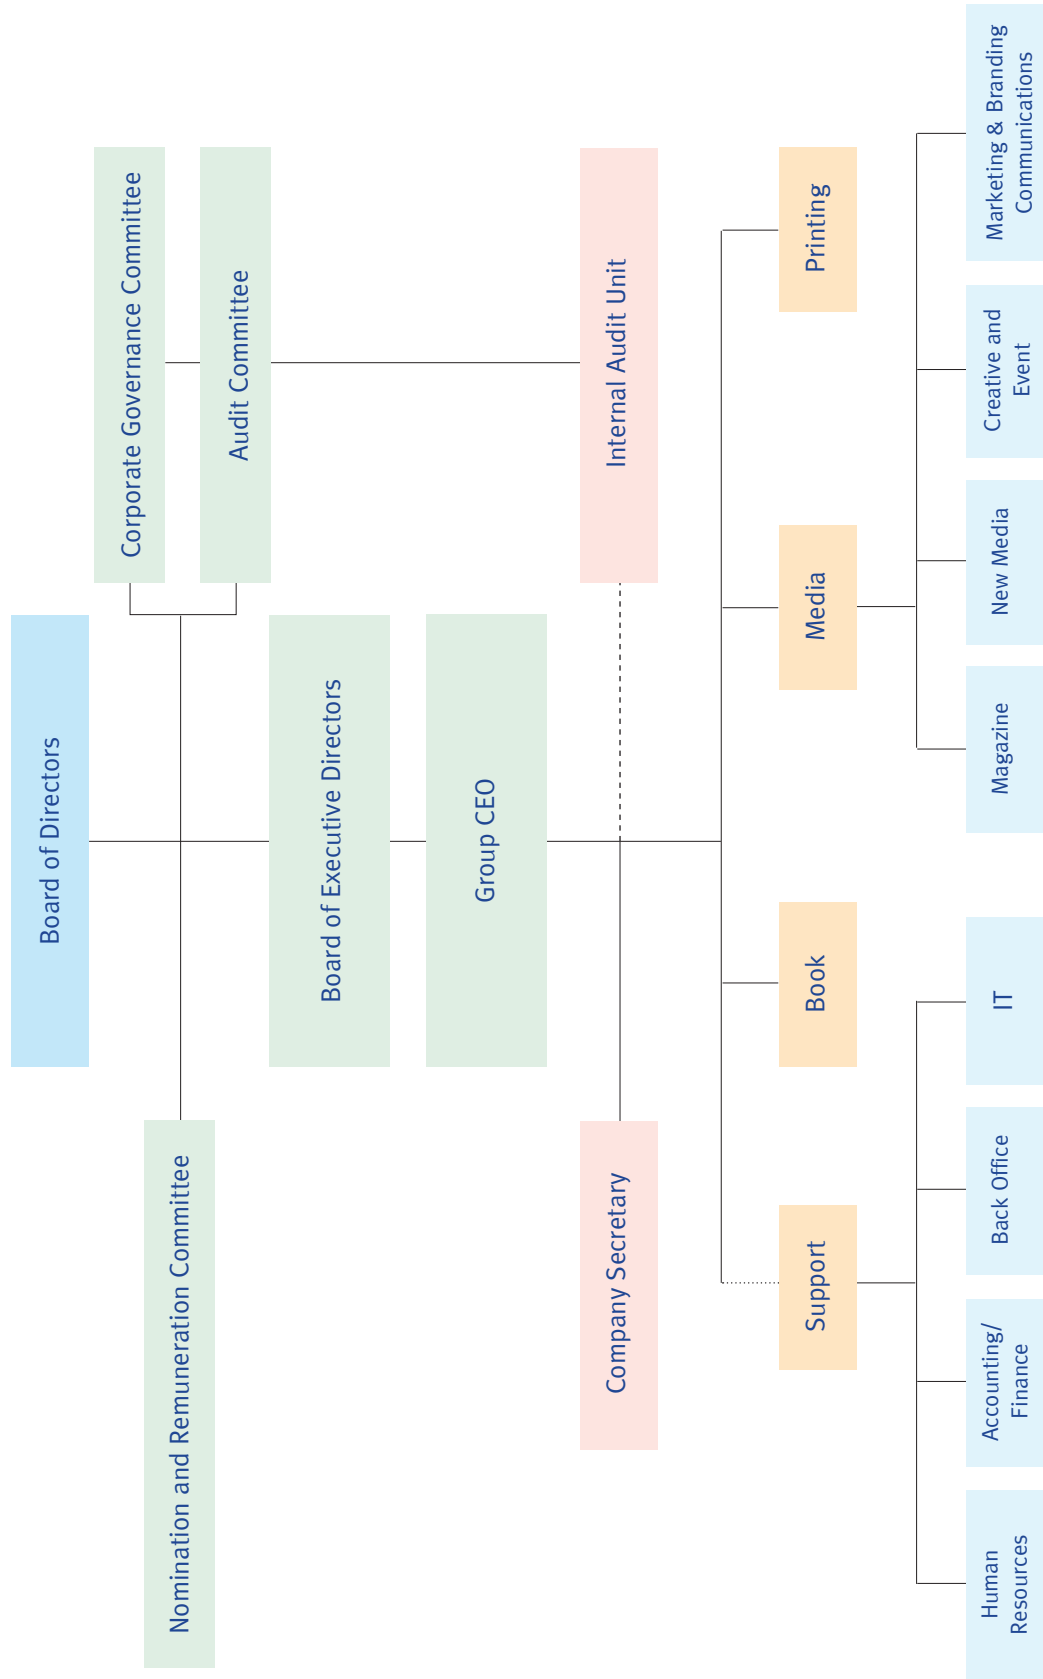 Board of Directors
Nomination and Remuneration Committee
Corporate Governance Committee
Audit Committee
Board of Executive Directors
Group CEO
Company Secretary
Internal Audit Unit
Support
Book
Media
Printing
Human
Resources
Accounting/
Finance
Back Office
IT
Magazine
New Media
Creative and
Event
Marketing & Branding
Communications